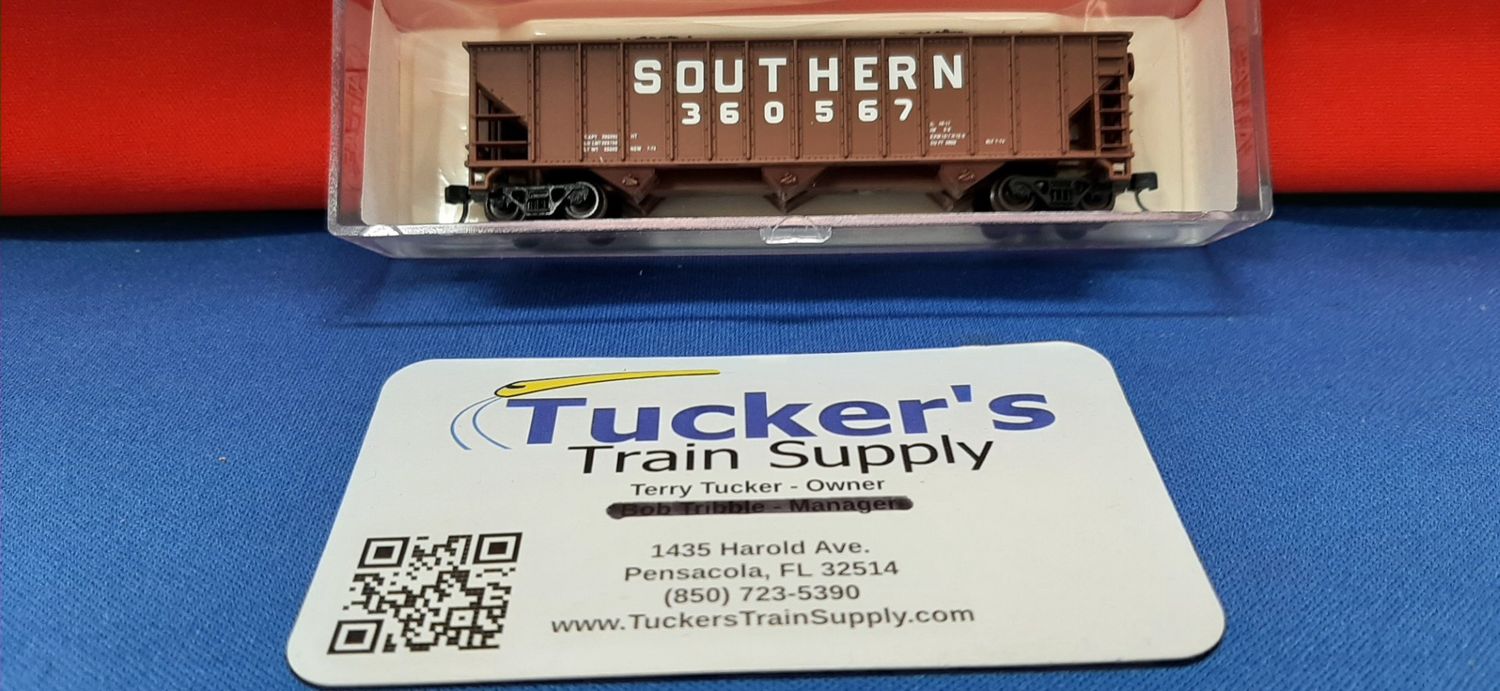 SOUTHERN
360567
Tucker's
Train Supply
Terry Tucker - Owner
Bob Tribble - Manager
1435 Harold Ave.
Pensacola, FL 32514
(850) 723-5390
www.TuckersTrainSupply.com